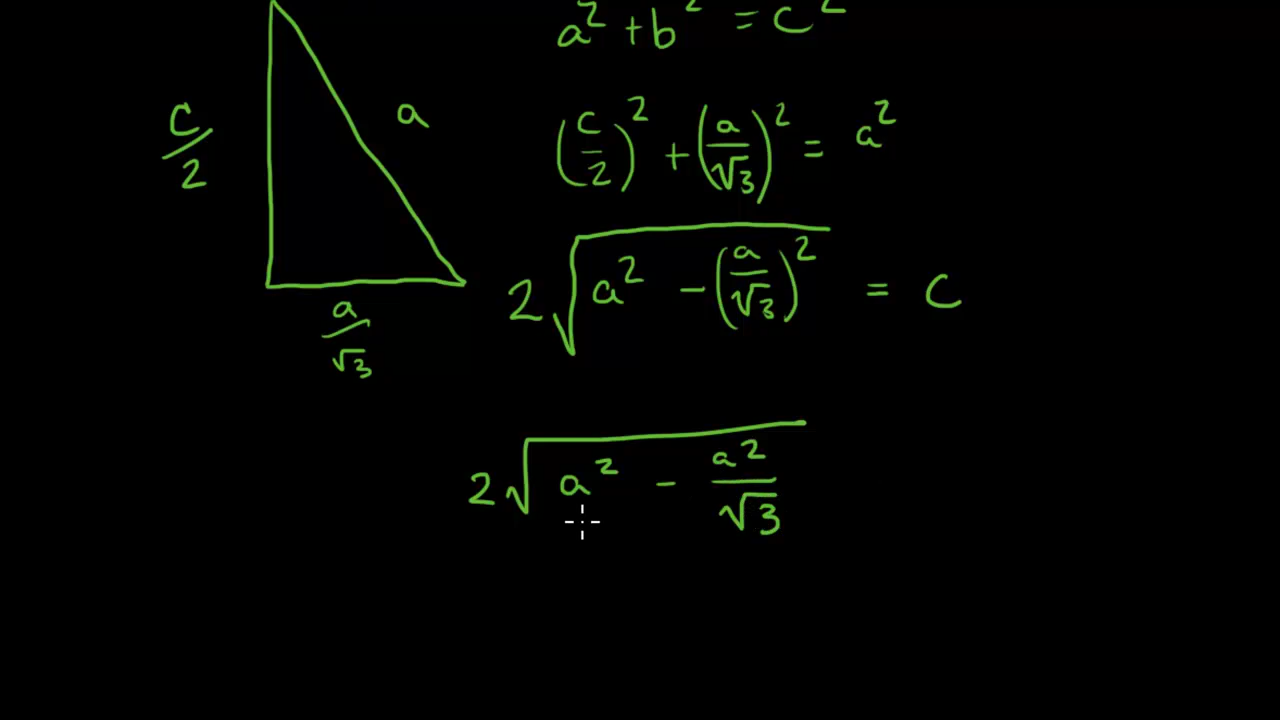 a² + b² = c²
c/2
a
(c/2)² + (a/√3)² = a²
2√(a² - (a/√3)²) = c
a/√3
2√(a² - a²/√3)